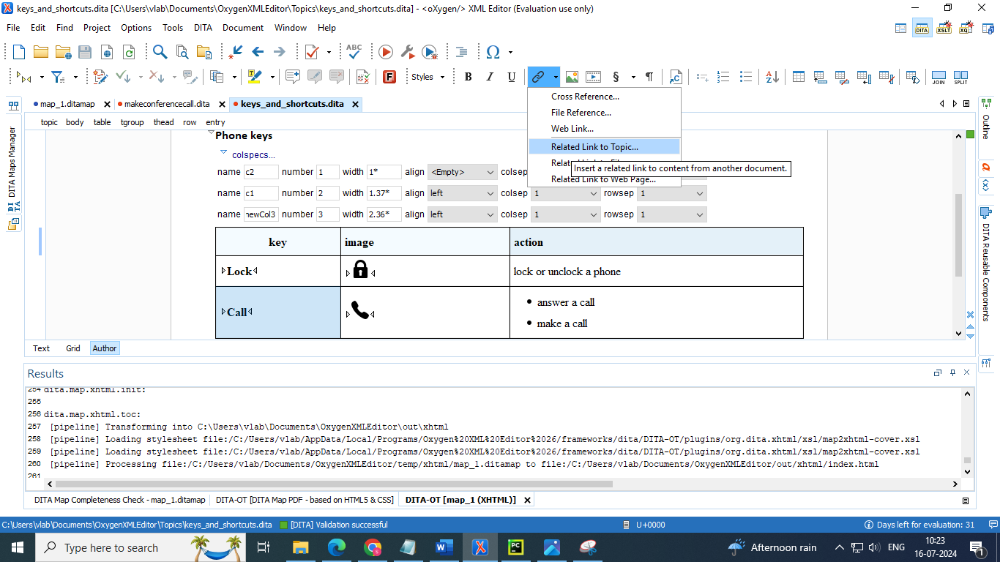 keys_and_shortcuts.dita [C:\Users\vlab\Documents\OxygenXMLEditor\Topics\keys_and_shortcuts.dita] - <oXygen/> XML Editor (Evaluation use only)
File Edit Find Project Options Tools DITA Document Window Help
DITA XSLT XQ
ABC
Styles B I U § ¶ JOIN SPLIT
map_1.ditamap makeconferencecall.dita keys_and_shortcuts.dita
Cross Reference...
File Reference...
Web Link...
Related Link to Topic...
Insert a related link to content from another document.
Related Link to Web Page...
topic body table tgroup thead row entry
Phone keys
colspecs...
name c2 number 1 width 1* align <Empty> colsep
name c1 number 2 width 1.37* align left colsep 1 rowsep 1
name newCol3 number 3 width 2.36* align left colsep 1 rowsep 1
key image action
Lock lock or unclock a phone
Call
answer a call
make a call
DITA Maps Manager
Outline
DITA Reusable Components
Text Grid Author
Results
254 dita.map.xhtml.init:
255
256 dita.map.xhtml.toc:
257 [pipeline] Transforming into C:\Users\vlab\Documents\OxygenXMLEditor\out\xhtml
258 [pipeline] Loading stylesheet file:/C:/Users/vlab/AppData/Local/Programs/Oxygen%20XML%20Editor%2026/frameworks/dita/DITA-OT/plugins/org.dita.xhtml/xsl/map2xhtml-cover.xsl
259 [pipeline] Loading stylesheet file:/C:/Users/vlab/AppData/Local/Programs/Oxygen%20XML%20Editor%2026/frameworks/dita/DITA-OT/plugins/org.dita.xhtml/xsl/map2xhtml-cover.xsl
260 [pipeline] Processing file:/C:/Users/vlab/Documents/OxygenXMLEditor/temp/xhtml/map_1.ditamap to file:/C:/Users/vlab/Documents/OxygenXMLEditor/out/xhtml/index.html
261
DITA Map Completeness Check - map_1.ditamap DITA-OT [DITA Map PDF - based on HTML5 & CSS] DITA-OT [map_1 (XHTML)]
C:\Users\vlab\Documents\OxygenXMLEditor\Topics\keys_and_shortcuts.dita [DITA] Validation successful U+0000 Days left for evaluation: 31
Type here to search Afternoon rain ENG 10:23
16-07-2024
1